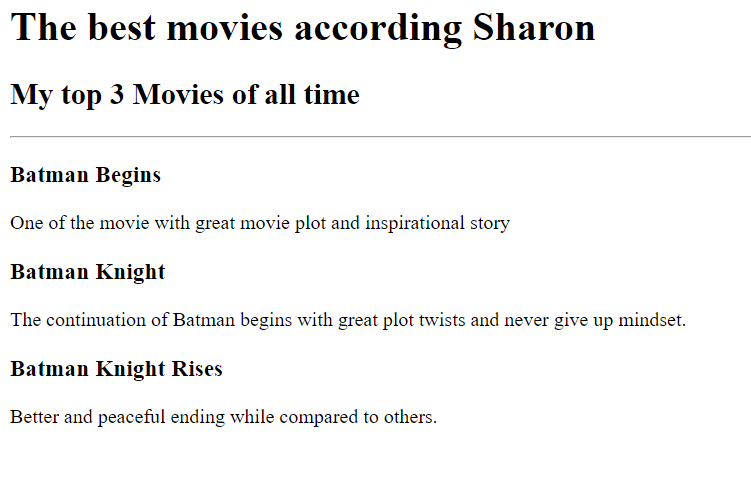 The best movies according Sharon
My top 3 Movies of all time
Batman Begins
One of the movie with great movie plot and inspirational story
Batman Knight
The continuation of Batman begins with great plot twists and never give up mindset.
Batman Knight Rises
Better and peaceful ending while compared to others.